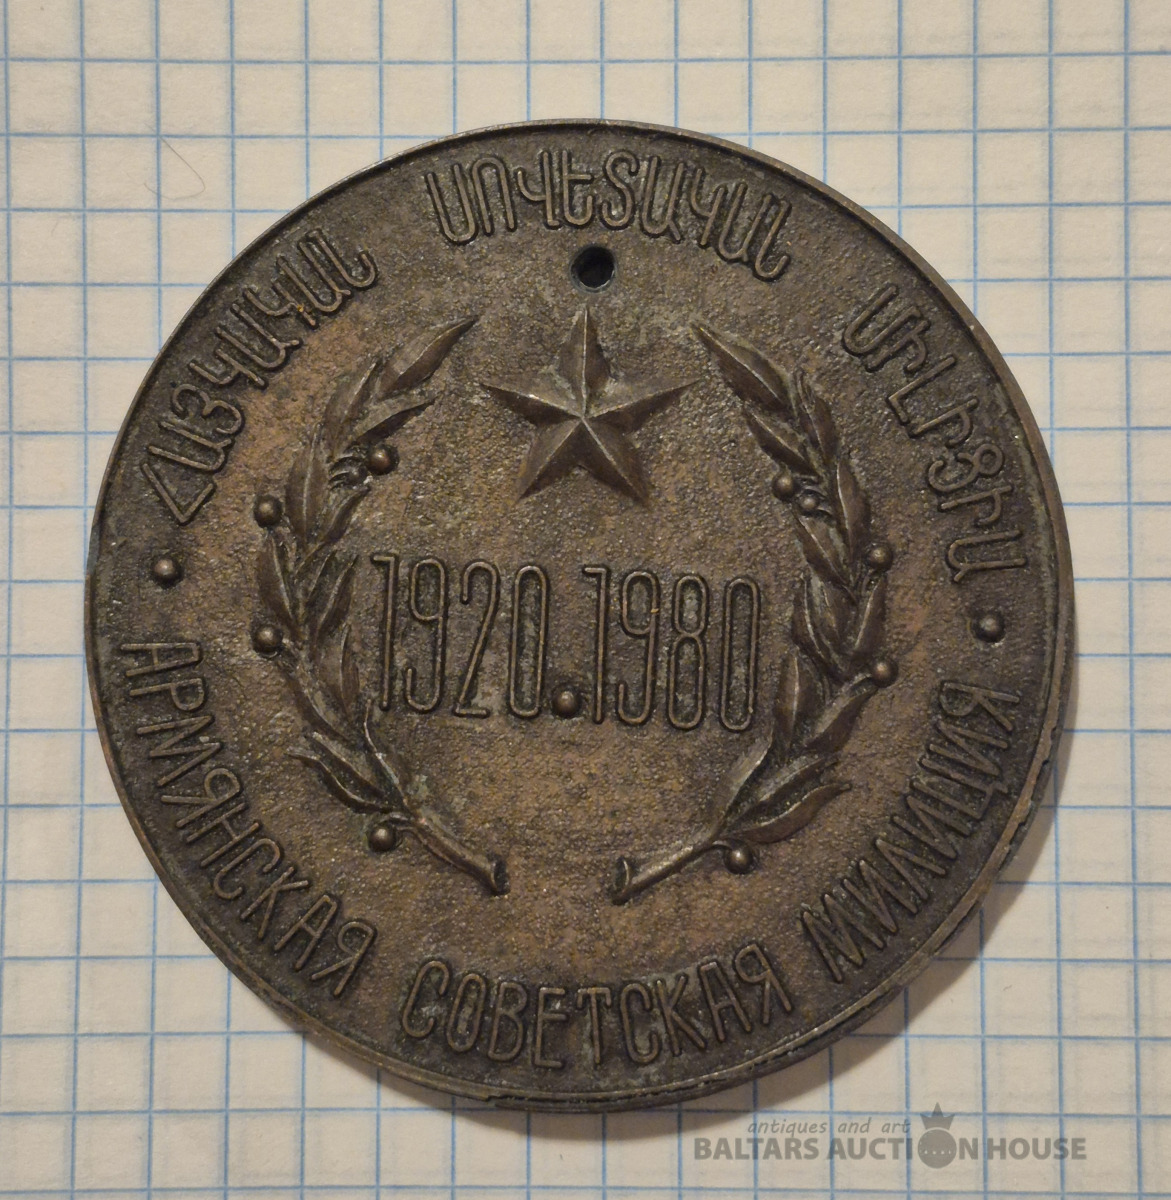 ՀԱՅԿԱԿԱՆ ՍՈՎԵՏԱԿԱՆ ՄԻԼԻՑԻԱ
1920.1980
АРМЯНСКАЯ СОВЕТСКАЯ МИЛИЦИЯ
antiques and art
BALTARS AUCTION HOUSE